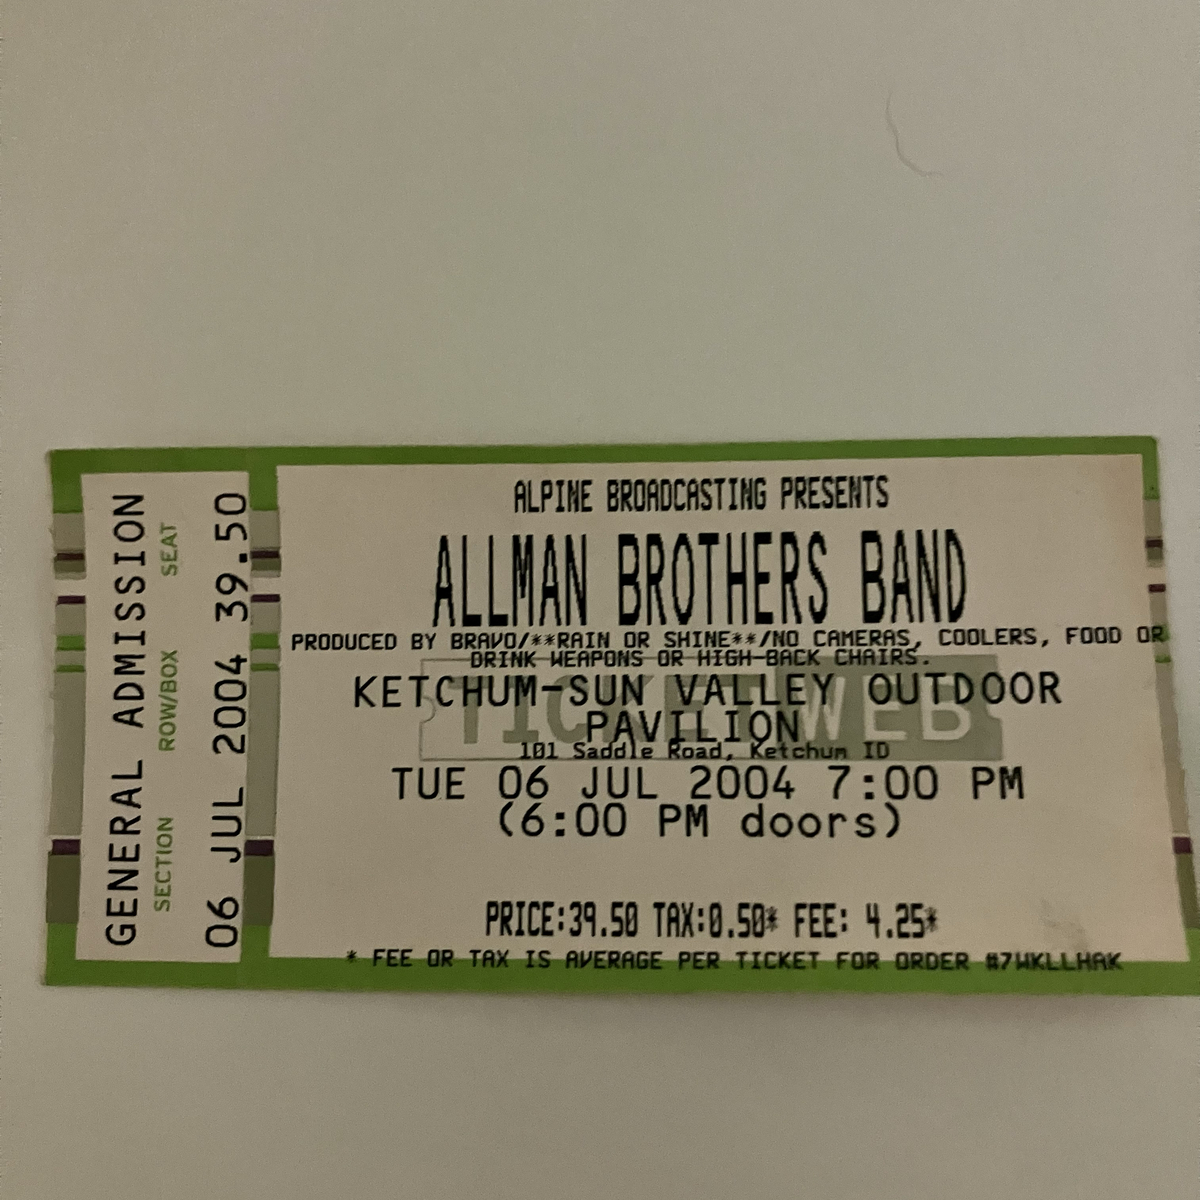 GENERAL ADMISSION
SECTION ROW/BOX SEAT
06 JUL 2004 39.50
ALPINE BROADCASTING PRESENTS
ALLMAN BROTHERS BAND
PRODUCED BY BRAVO/**RAIN OR SHINE**/NO CAMERAS, COOLERS, FOOD OR
DRINK WEAPONS OR HIGH-BACK CHAIRS.
TICKETWEB
KETCHUM-SUN VALLEY OUTDOOR
PAVILION
101 Saddle Road, Ketchum ID
TUE 06 JUL 2004 7:00 PM
(6:00 PM doors)
PRICE:39.50 TAX:0.50* FEE: 4.25*
* FEE OR TAX IS AVERAGE PER TICKET FOR ORDER #7WKLLHAK